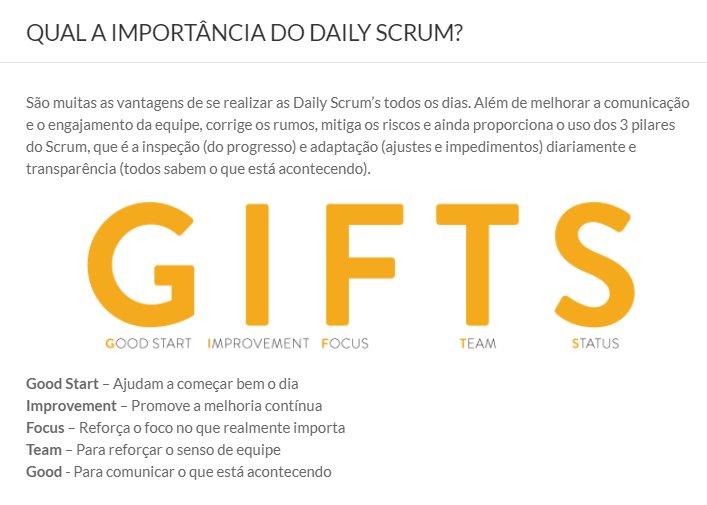 QUAL A IMPORTÂNCIA DO DAILY SCRUM?
São muitas as vantagens de se realizar as Daily Scrum’s todos os dias. Além de melhorar a comunicação
e o engajamento da equipe, corrige os rumos, mitiga os riscos e ainda proporciona o uso dos 3 pilares
do Scrum, que é a inspeção (do progresso) e adaptação (ajustes e impedimentos) diariamente e
transparência (todos sabem o que está acontecendo).
GIFTS
GOOD START IMPROVEMENT FOCUS TEAM STATUS
Good Start – Ajudam a começar bem o dia
Improvement – Promove a melhoria contínua
Focus – Reforça o foco no que realmente importa
Team – Para reforçar o senso de equipe
Good - Para comunicar o que está acontecendo